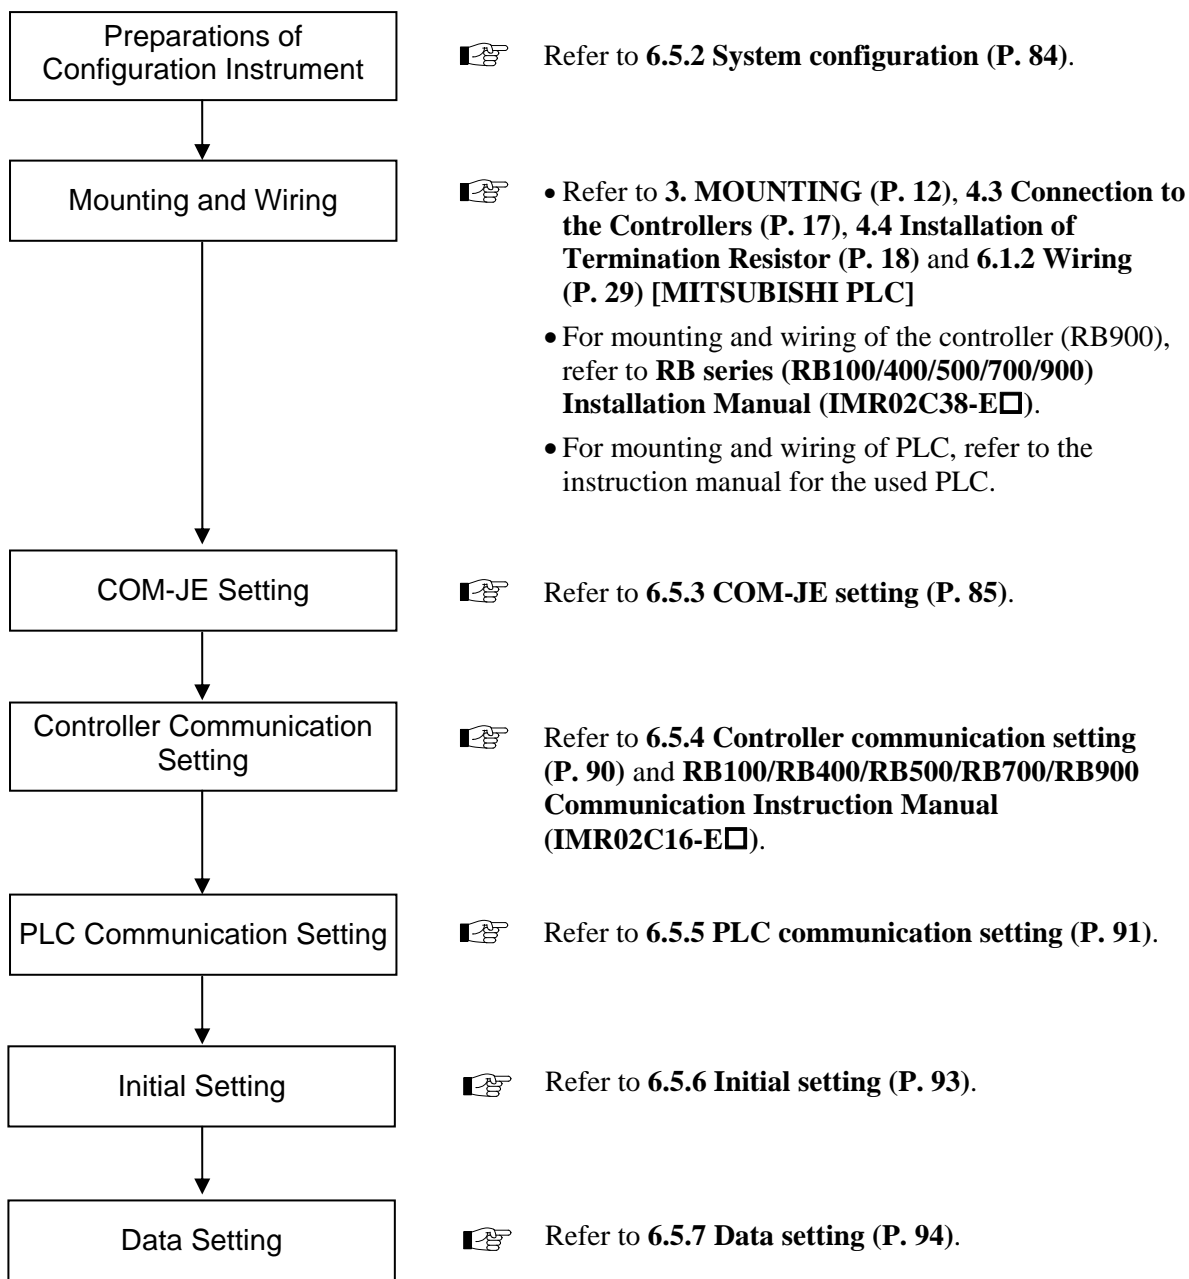 Preparations of
Configuration Instrument
Refer to 6.5.2 System configuration (P. 84).
Mounting and Wiring
• Refer to 3. MOUNTING (P. 12), 4.3 Connection to
the Controllers (P. 17), 4.4 Installation of
Termination Resistor (P. 18) and 6.1.2 Wiring
(P. 29) [MITSUBISHI PLC]
• For mounting and wiring of the controller (RB900),
refer to RB series (RB100/400/500/700/900)
Installation Manual (IMR02C38-E□).
• For mounting and wiring of PLC, refer to the
instruction manual for the used PLC.
COM-JE Setting
Refer to 6.5.3 COM-JE setting (P. 85).
Controller Communication
Setting
Refer to 6.5.4 Controller communication setting
(P. 90) and RB100/RB400/RB500/RB700/RB900
Communication Instruction Manual
(IMR02C16-E□).
PLC Communication Setting
Refer to 6.5.5 PLC communication setting (P. 91).
Initial Setting
Refer to 6.5.6 Initial setting (P. 93).
Data Setting
Refer to 6.5.7 Data setting (P. 94).